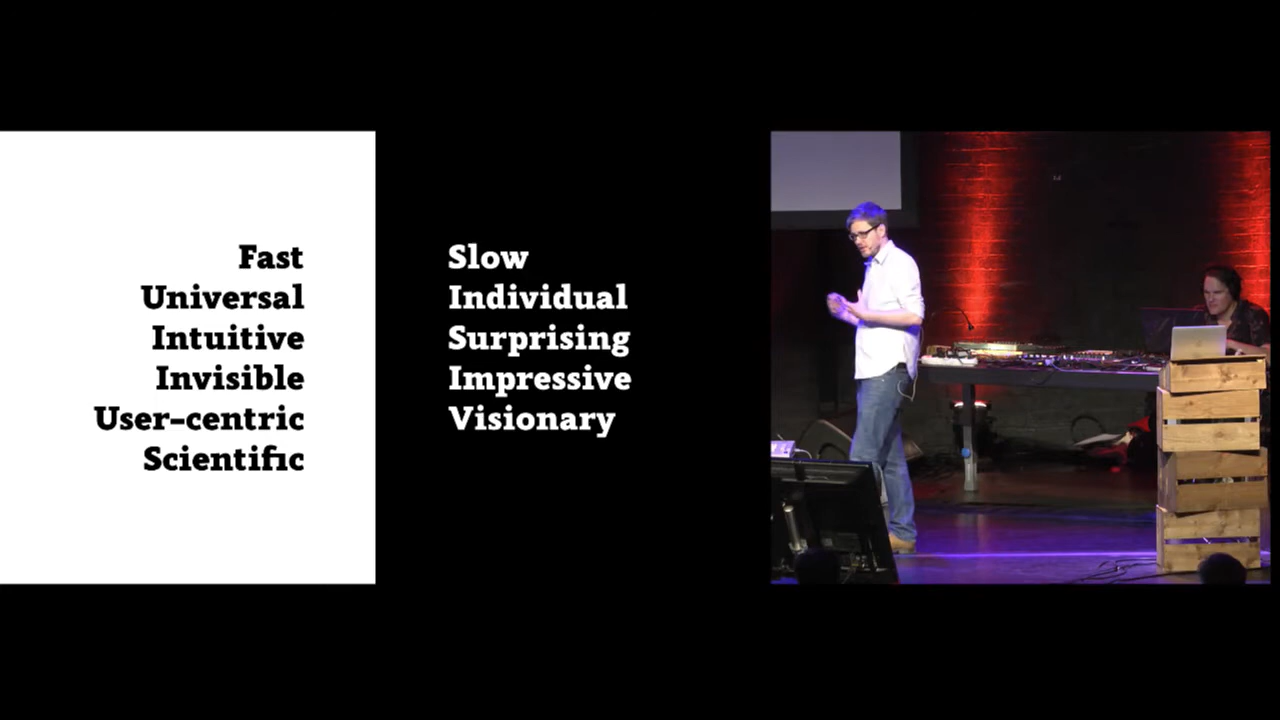 Fast
Universal
Intuitive
Invisible
User-centric
Scientific
Slow
Individual
Surprising
Impressive
Visionary